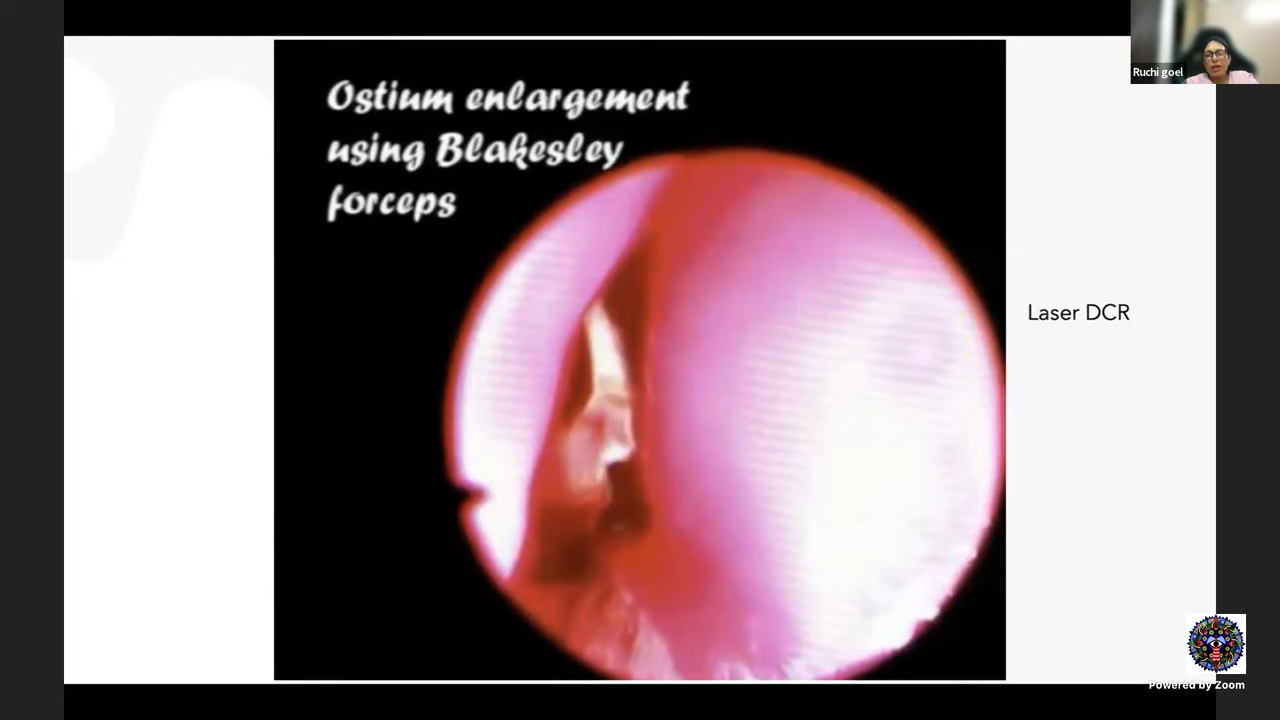 Ostium enlargement
using Blakesley
forceps
Ruchi goel
Laser DCR
Powered by Zoom